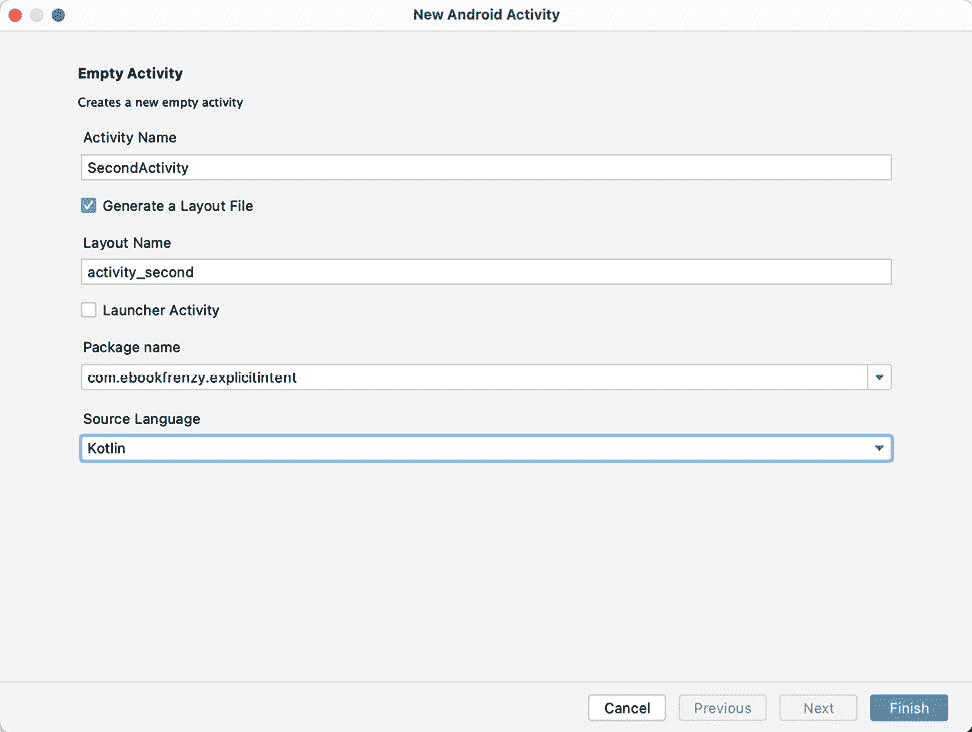 New Android Activity
Empty Activity
Creates a new empty activity
Activity Name
SecondActivity
Generate a Layout File
Layout Name
activity_second
Launcher Activity
Package name
com.ebookfrenzy.explicitintent
Source Language
Kotlin
Cancel Previous Next Finish